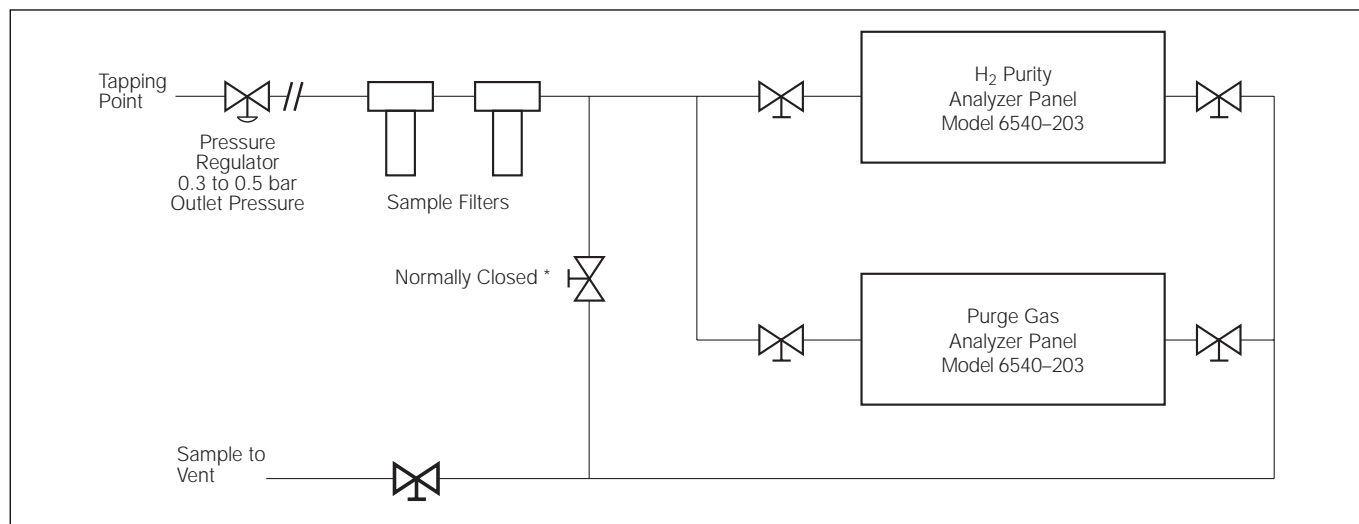 Tapping
Point
Pressure
Regulator
0.3 to 0.5 bar
Outlet Pressure
Sample Filters
H₂ Purity
Analyzer Panel
Model 6540–203
Normally Closed *
Purge Gas
Analyzer Panel
Model 6540–203
Sample to
Vent